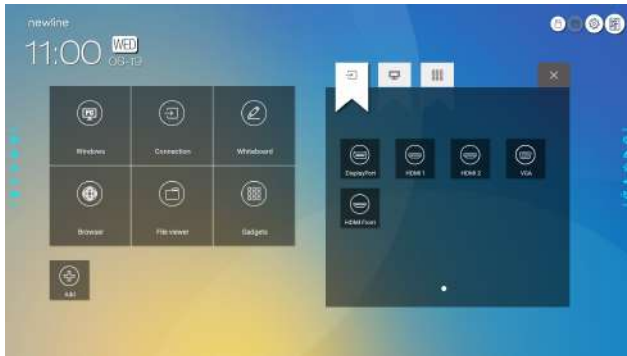 newline
11:00 WED
06-19
Windows
Connection
Whiteboard
Browser
File viewer
Gadgets
Add
DisplayPort
HDMI 1
HDMI 2
VGA
HDMI Front